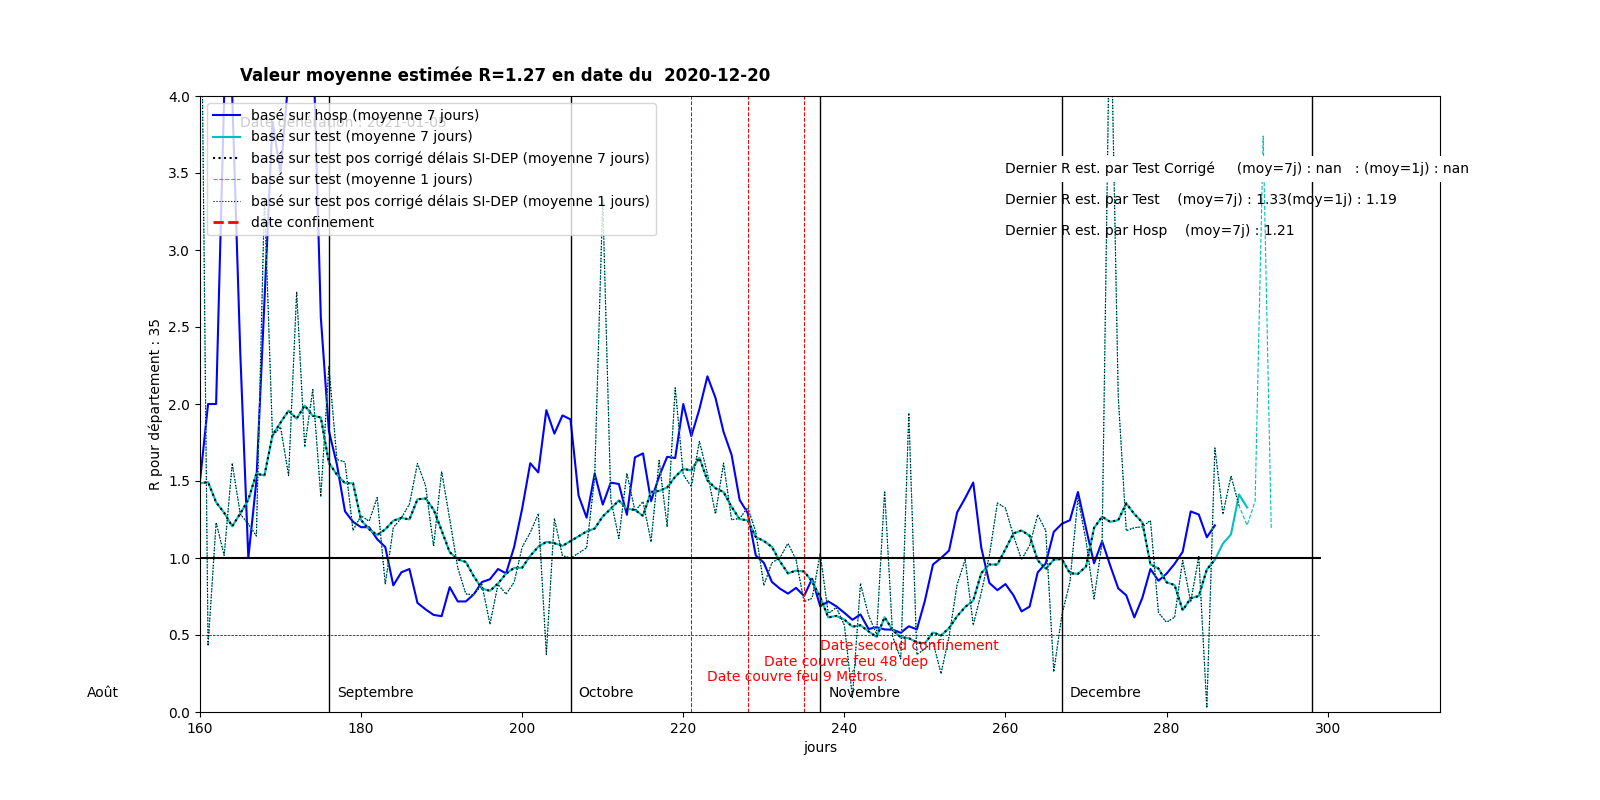 Valeur moyenne estimée R=1.27 en date du  2020-12-20
basé sur hosp (moyenne 7 jours)
Date génération : 2021-01-05
basé sur test (moyenne 7 jours)
basé sur test pos corrigé délais SI-DEP (moyenne 7 jours)
basé sur test (moyenne 1 jours)
basé sur test pos corrigé délais SI-DEP (moyenne 1 jours)
date confinement
Dernier R est. par Test Corrigé     (moy=7j) : nan   : (moy=1j) : nan
Dernier R est. par Test    (moy=7j) : 1.33(moy=1j) : 1.19
Dernier R est. par Hosp    (moy=7j) : 1.21
R pour département : 35
4.0
3.5
3.0
2.5
2.0
1.5
1.0
0.5
0.0
Date second confinement
Date couvre feu 48 dep
Date couvre feu 9 Métros.
Août
Septembre
Octobre
Novembre
Decembre
160
180
200
220
240
260
280
300
jours